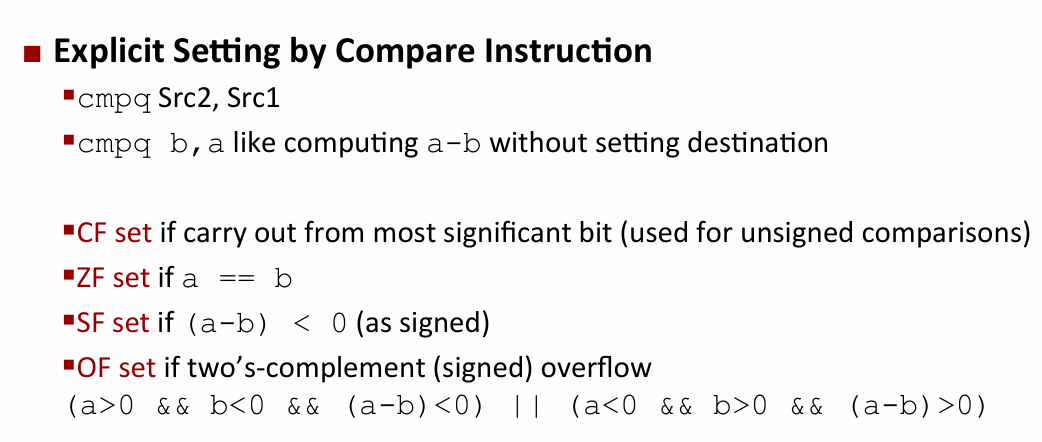 Explicit Setting by Compare Instruction
cmpq Src2, Src1
cmpq b,a like computing a-b without setting destination
CF set if carry out from most significant bit (used for unsigned comparisons)
ZF set if a == b
SF set if (a-b) < 0 (as signed)
OF set if two’s-complement (signed) overflow
(a>0 && b<0 && (a-b)<0) || (a<0 && b>0 && (a-b)>0)